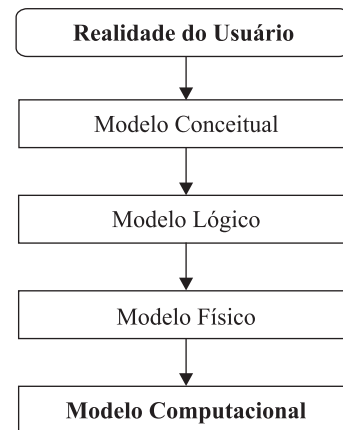 Realidade do Usuário
Modelo Conceitual
Modelo Lógico
Modelo Físico
Modelo Computacional